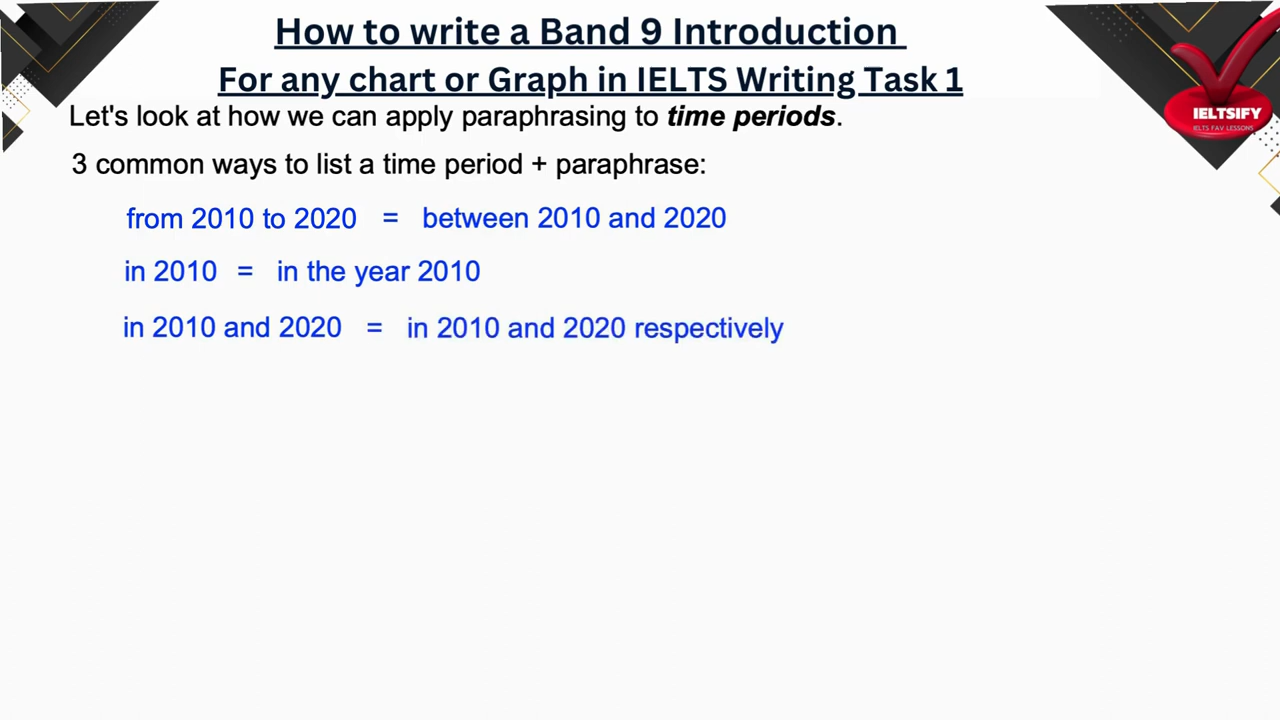 How to write a Band 9 Introduction
For any chart or Graph in IELTS Writing Task 1
Let's look at how we can apply paraphrasing to time periods.
IELTSIFY
IELTS FAV LESSONS
3 common ways to list a time period + paraphrase:
from 2010 to 2020 = between 2010 and 2020
in 2010 = in the year 2010
in 2010 and 2020 = in 2010 and 2020 respectively